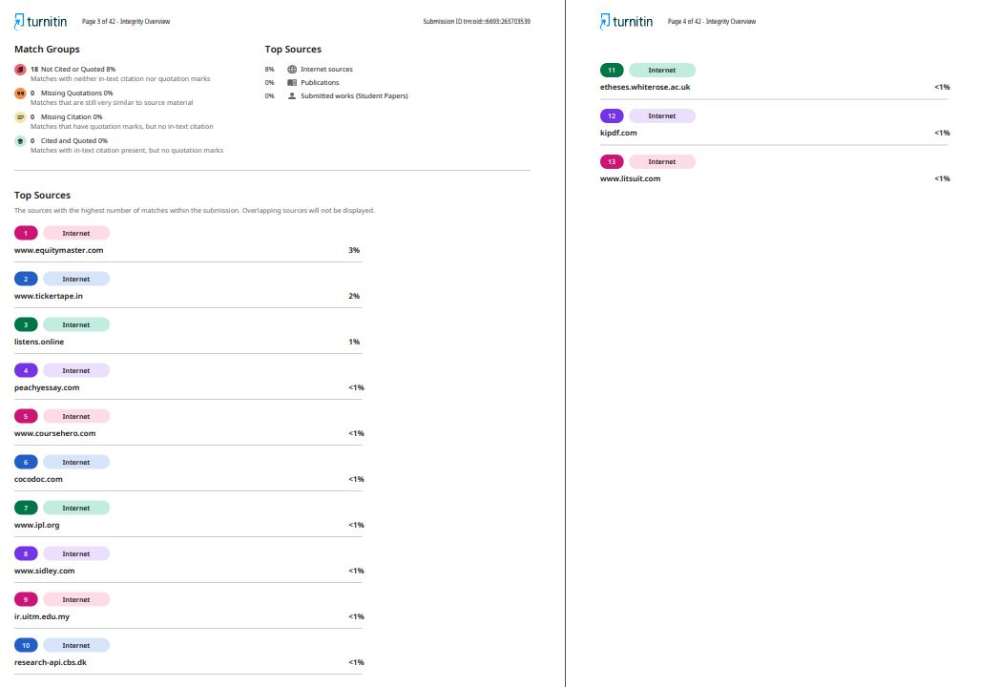 turnitin Page 3 of 42 - Integrity Overview Submission ID trn:oid:::6693:263703539
Match Groups
18 Not Cited or Quoted 8%
Matches with neither in-text citation nor quotation marks
0 Missing Quotations 0%
Matches that are still very similar to source material
0 Missing Citation 0%
Matches that have quotation marks, but no in-text citation
0 Cited and Quoted 0%
Matches with in-text citation present, but no quotation marks
Top Sources
8% Internet sources
0% Publications
0% Submitted works (Student Papers)
Top Sources
The sources with the highest number of matches within the submission. Overlapping sources will not be displayed.
1 Internet
www.equitymaster.com 3%
2 Internet
www.tickertape.in 2%
3 Internet
listens.online 1%
4 Internet
peachyessay.com <1%
5 Internet
www.coursehero.com <1%
6 Internet
cocodoc.com <1%
7 Internet
www.ipl.org <1%
8 Internet
www.sidley.com <1%
9 Internet
ir.uitm.edu.my <1%
10 Internet
research-api.cbs.dk <1%
turnitin Page 4 of 42 - Integrity Overview
11 Internet
etheses.whiterose.ac.uk <1%
12 Internet
kipdf.com <1%
13 Internet
www.litsuit.com <1%